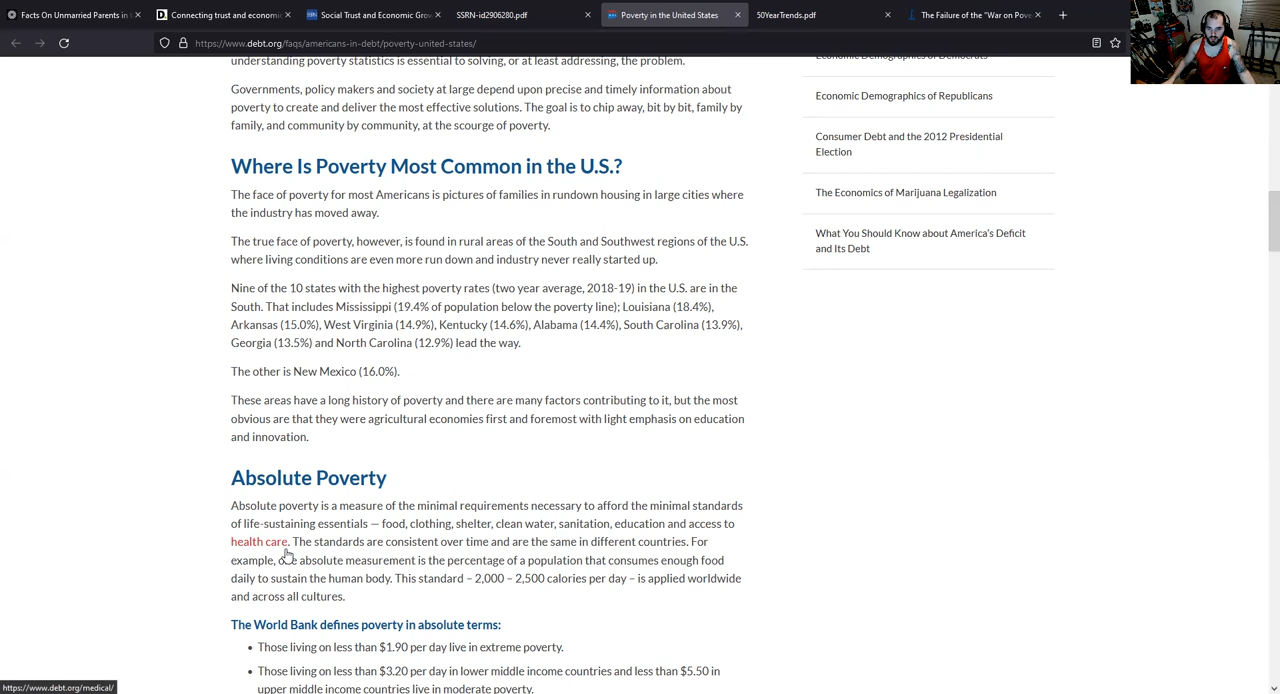 Facts On Unmarried Parents in t
Connecting trust and economic
Social Trust and Economic Grow
SSRN-id2906280.pdf
Poverty in the United States
50YearTrends.pdf
The Failure of the "War on Pove
https://www.debt.org/faqs/americans-in-debt/poverty-united-states/
understanding poverty statistics is essential to solving, or at least addressing, the problem.
Economic Demographics of Democrats
Governments, policy makers and society at large depend upon precise and timely information about
poverty to create and deliver the most effective solutions. The goal is to chip away, bit by bit, family by
family, and community by community, at the scourge of poverty.
Economic Demographics of Republicans
Consumer Debt and the 2012 Presidential
Election
Where Is Poverty Most Common in the U.S.?
The face of poverty for most Americans is pictures of families in rundown housing in large cities where
the industry has moved away.
The Economics of Marijuana Legalization
The true face of poverty, however, is found in rural areas of the South and Southwest regions of the U.S.
where living conditions are even more run down and industry never really started up.
What You Should Know about America's Deficit
and Its Debt
Nine of the 10 states with the highest poverty rates (two year average, 2018-19) in the U.S. are in the
South. That includes Mississippi (19.4% of population below the poverty line); Louisiana (18.4%),
Arkansas (15.0%), West Virginia (14.9%), Kentucky (14.6%), Alabama (14.4%), South Carolina (13.9%),
Georgia (13.5%) and North Carolina (12.9%) lead the way.
The other is New Mexico (16.0%).
These areas have a long history of poverty and there are many factors contributing to it, but the most
obvious are that they were agricultural economies first and foremost with light emphasis on education
and innovation.
Absolute Poverty
Absolute poverty is a measure of the minimal requirements necessary to afford the minimal standards
of life-sustaining essentials — food, clothing, shelter, clean water, sanitation, education and access to
health care. The standards are consistent over time and are the same in different countries. For
example, one absolute measurement is the percentage of a population that consumes enough food
daily to sustain the human body. This standard – 2,000 – 2,500 calories per day – is applied worldwide
and across all cultures.
The World Bank defines poverty in absolute terms:
Those living on less than $1.90 per day live in extreme poverty.
Those living on less than $3.20 per day in lower middle income countries and less than $5.50 in
upper middle income countries live in moderate poverty.
https://www.debt.org/medical/